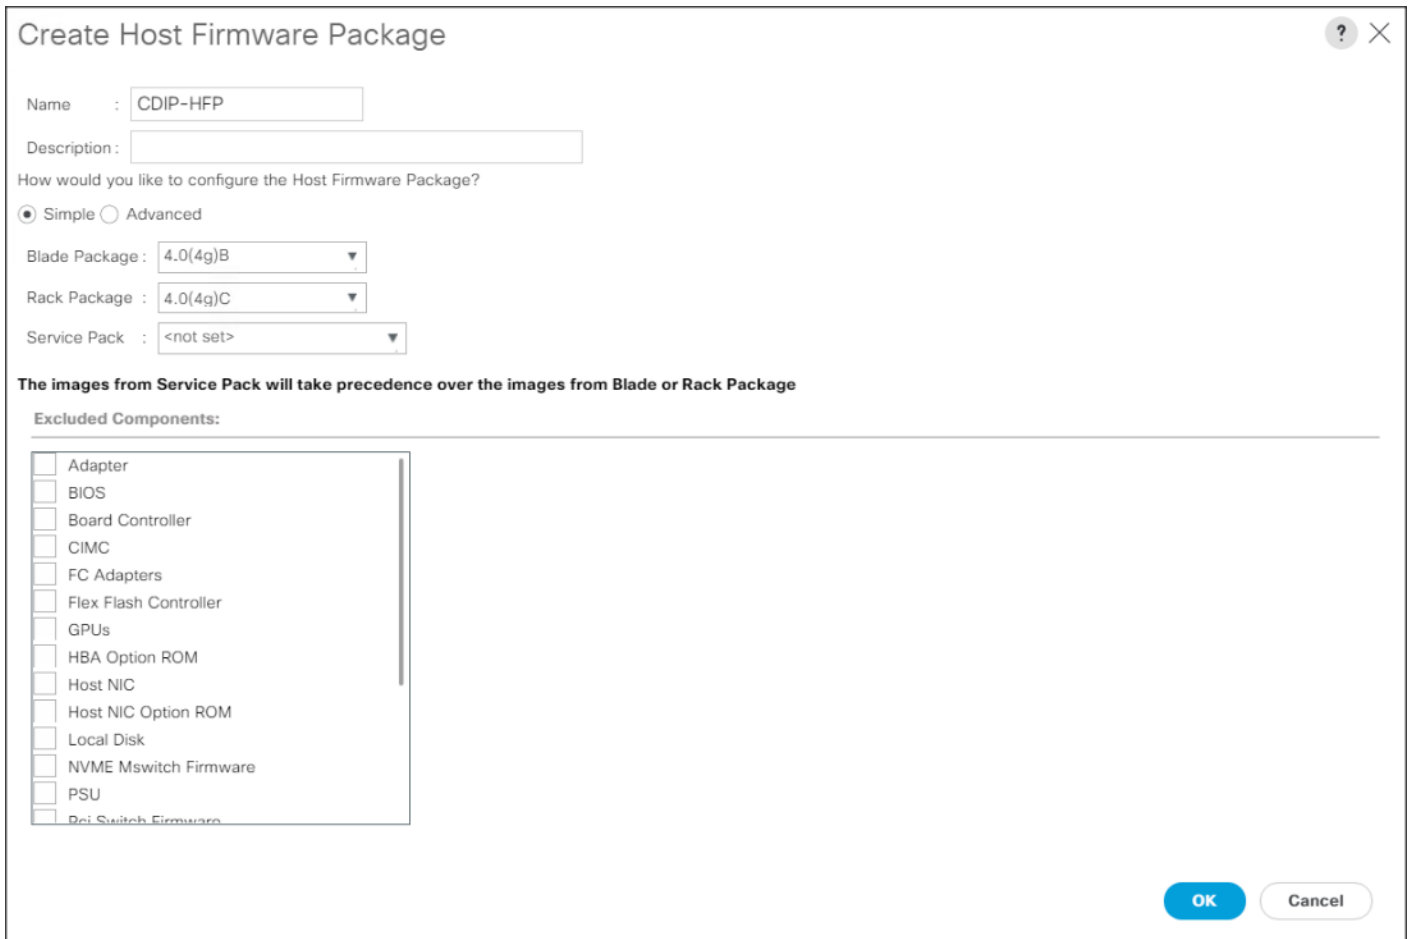 Create Host Firmware Package
?
Name : CDIP-HFP
Description :
How would you like to configure the Host Firmware Package?
Simple Advanced
Blade Package : 4.0(4g)B
Rack Package : 4.0(4g)C
Service Pack : <not set>
The images from Service Pack will take precedence over the images from Blade or Rack Package
Excluded Components:
Adapter
BIOS
Board Controller
CIMC
FC Adapters
Flex Flash Controller
GPUs
HBA Option ROM
Host NIC
Host NIC Option ROM
Local Disk
NVME Mswitch Firmware
PSU
Pci Switch Firmware
OK Cancel